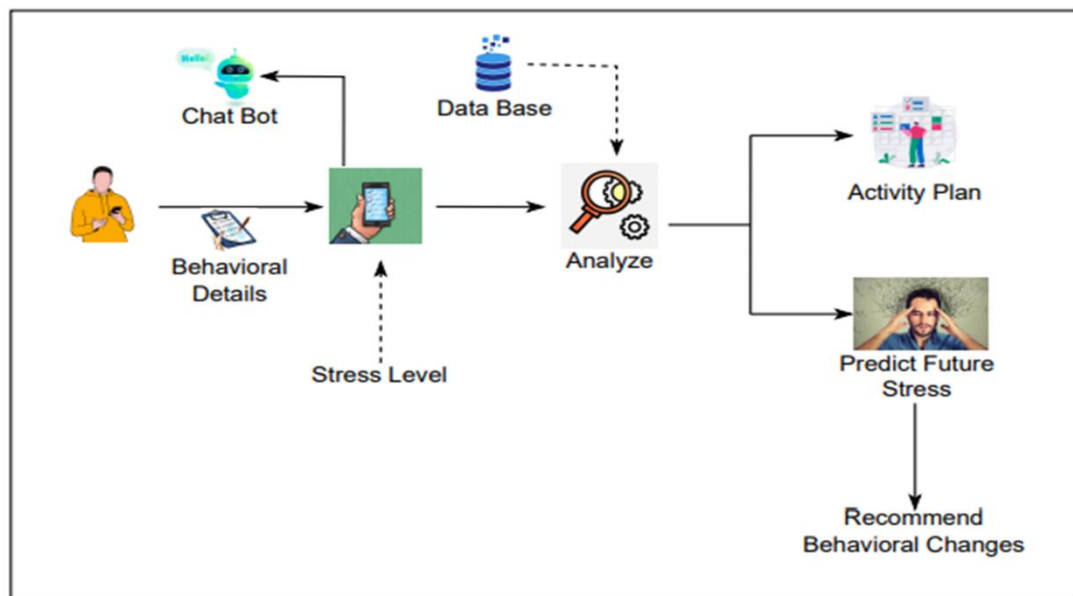 Hello!
Chat Bot
Data Base
Behavioral
Details
Analyze
Activity Plan
Stress Level
Predict Future
Stress
Recommend
Behavioral Changes